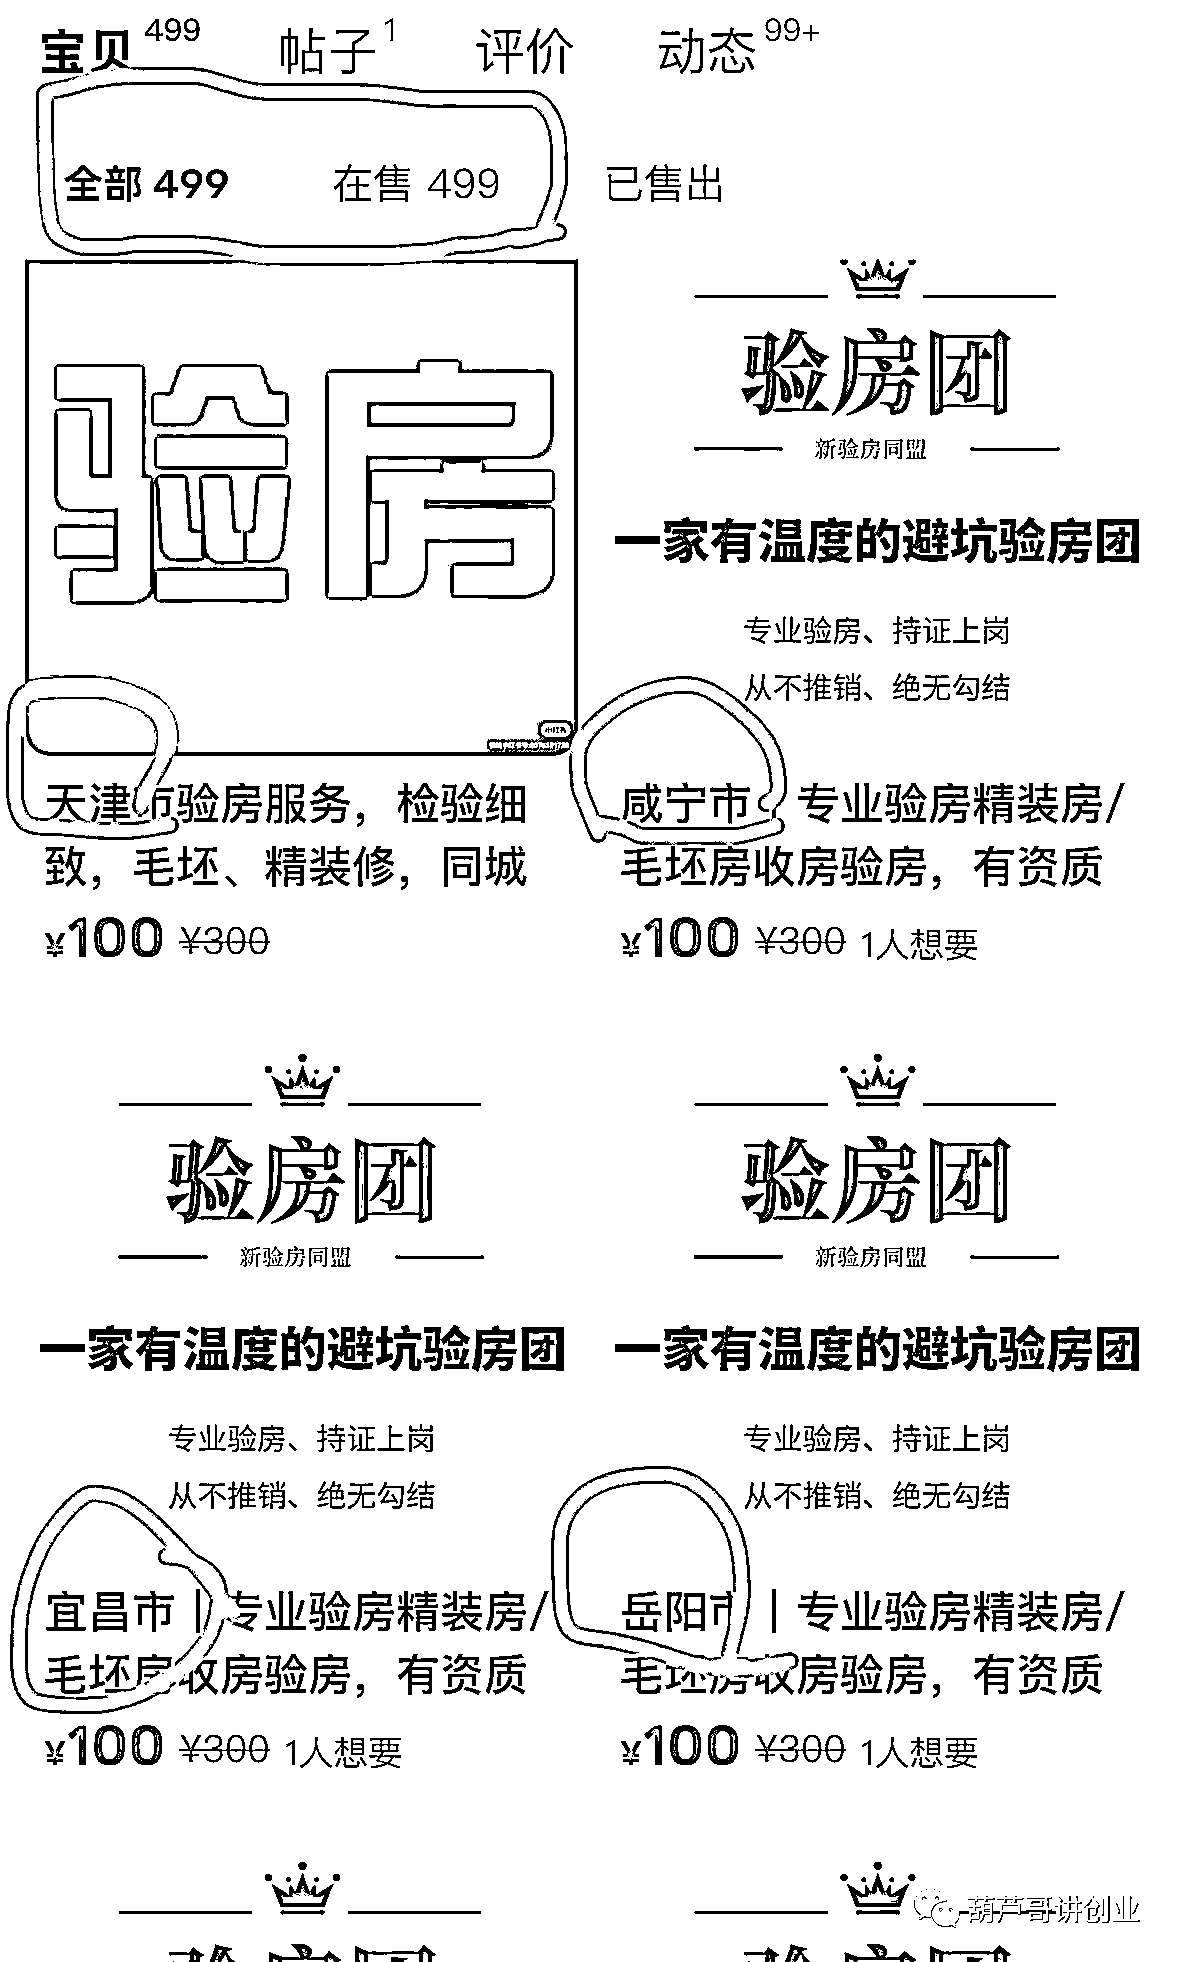 宝贝 499 帖子 1 评价 动态 99+
全部 499 在售 499 已售出
验房
验房团
新验房同盟
一家有温度的避坑验房团
专业验房、持证上岗
从不推销、绝无勾结
天津市验房服务，检验细
致，毛坯、精装修，同城
¥100 ¥300
咸宁市 专业验房精装房/
毛坯房收房验房，有资质
¥100 ¥300 1人想要
验房团
新验房同盟
一家有温度的避坑验房团
专业验房、持证上岗
从不推销、绝无勾结
宜昌市｜专业验房精装房/
毛坯房收房验房，有资质
¥100 ¥300 1人想要
验房团
新验房同盟
一家有温度的避坑验房团
专业验房、持证上岗
从不推销、绝无勾结
岳阳市｜专业验房精装房/
毛坯房收房验房，有资质
¥100 ¥300 1人想要
葫芦哥讲创业